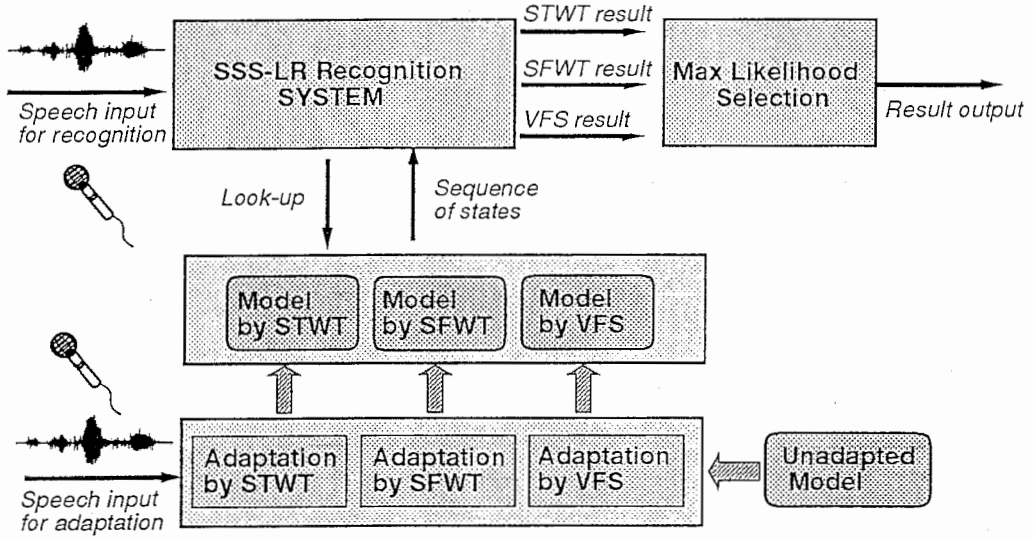 STWT result
SSS-LR Recognition
SYSTEM
SFWT result
Max Likelihood
Selection
VFS result
Speech input
for recognition
Result output
Look-up
Sequence
of states
Model
by STWT
Model
by SFWT
Model
by VFS
Adaptation
by STWT
Adaptation
by SFWT
Adaptation
by VFS
Unadapted
Model
Speech input
for adaptation